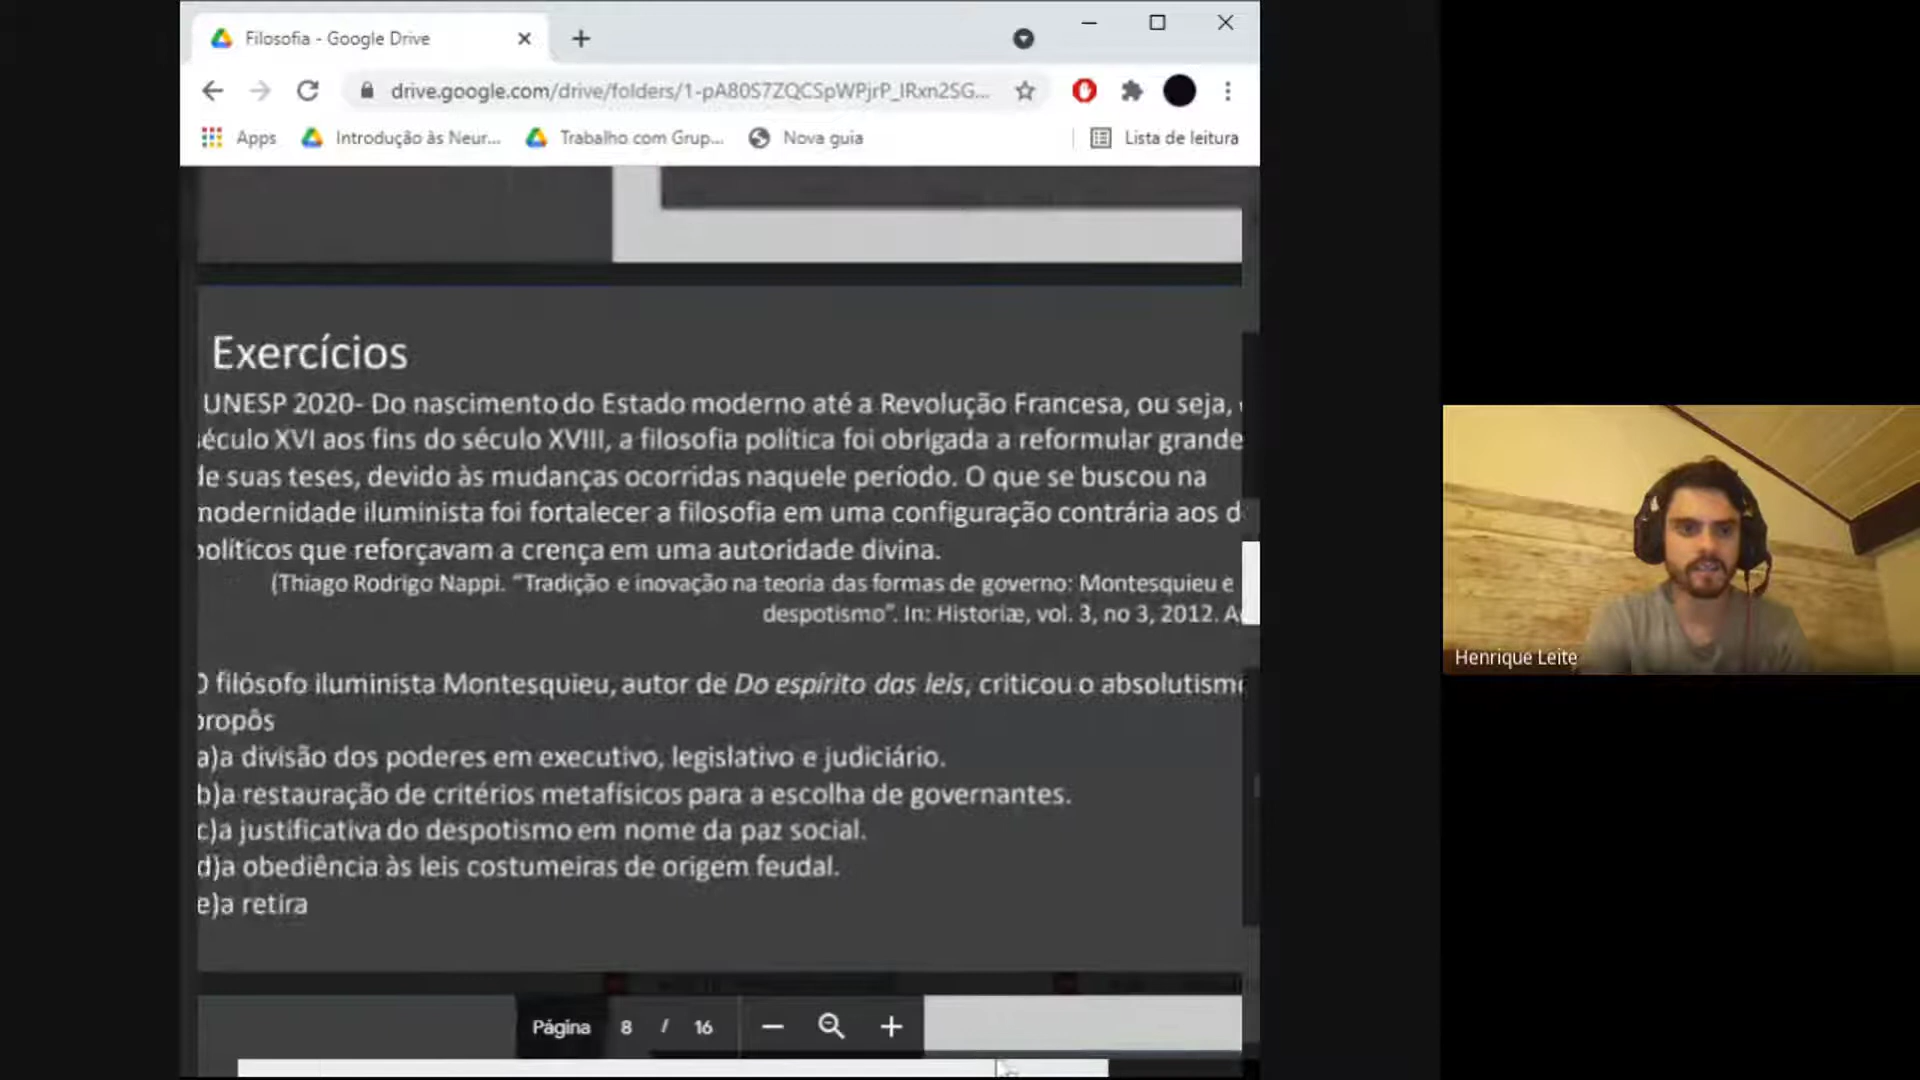 Filosofia - Google Drive
drive.google.com/drive/folders/1-pA80S7ZQCSpWPjrP_IRxn2SG...
Apps
Introdução às Neur...
Trabalho com Grup...
Nova guia
Lista de leitura
Exercícios
UNESP 2020- Do nascimento do Estado moderno até a Revolução Francesa, ou seja,
éculo XVI aos fins do século XVIII, a filosofia política foi obrigada a reformular grande
de suas teses, devido às mudanças ocorridas naquele período. O que se buscou na
modernidade iluminista foi fortalecer a filosofia em uma configuração contrária aos d
políticos que reforçavam a crença em uma autoridade divina.
(Thiago Rodrigo Nappi. “Tradição e inovação na teoria das formas de governo: Montesquieu e
despotismo”. In: Historiæ, vol. 3, no 3, 2012. A
O filósofo iluminista Montesquieu, autor de Do espírito das leis, criticou o absolutism
propôs
a)a divisão dos poderes em executivo, legislativo e judiciário.
b)a restauração de critérios metafísicos para a escolha de governantes.
c)a justificativa do despotismo em nome da paz social.
d)a obediência às leis costumeiras de origem feudal.
e)a retira
Página 8 / 16
Henrique Leite